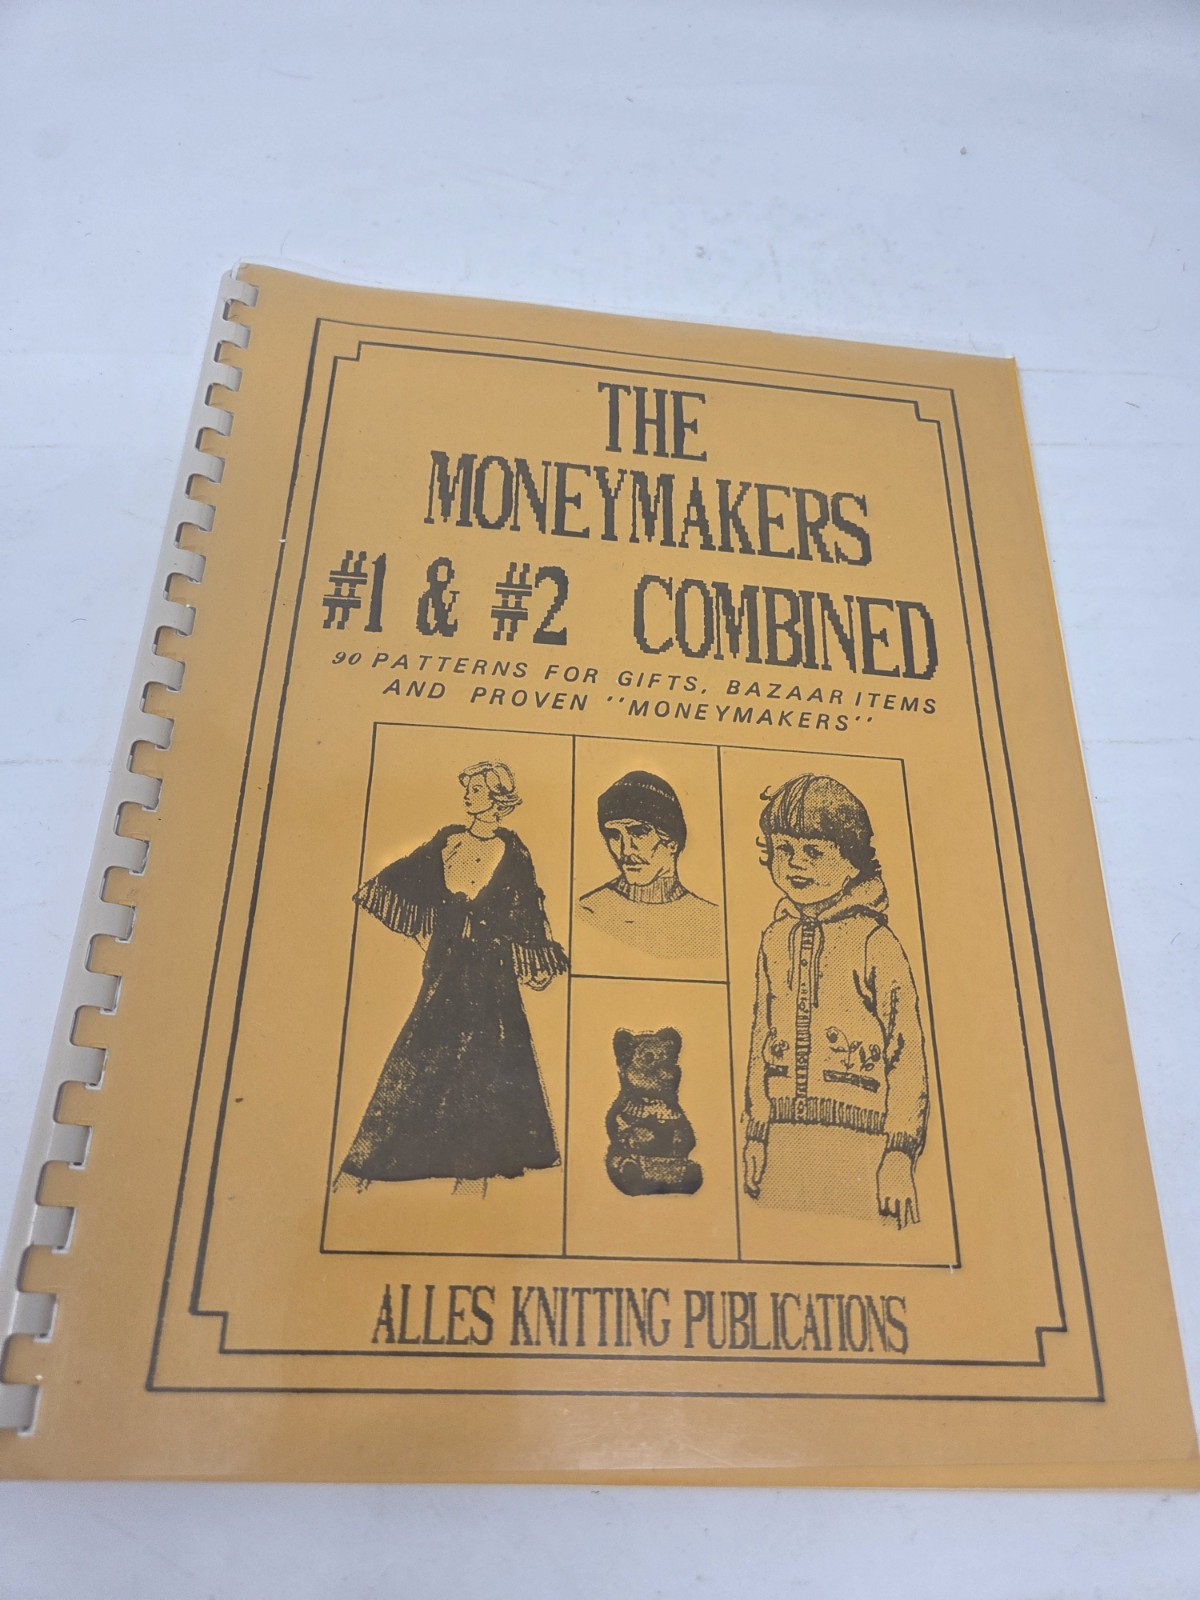 THE
MONEYMAKERS
#1 & #2 COMBINED
90 PATTERNS FOR GIFTS, BAZAAR ITEMS
AND PROVEN "MONEYMAKERS"
ALLES KNITTING PUBLICATIONS